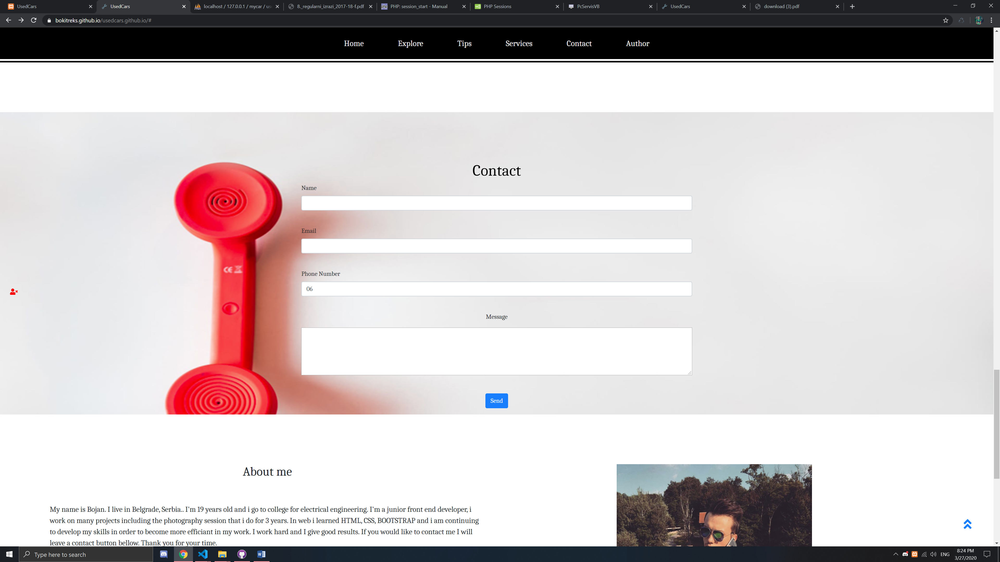 UsedCars
UsedCars
localhost / 127.0.0.1 / mycar / us
8._regularni_izrazi_2017-18-f.pdf
PHP: session_start - Manual
PHP Sessions
PcServisVB
UsedCars
download (3).pdf
bokitreks.github.io/usedcars.github.io/#
Home Explore Tips Services Contact Author
Contact
Name
Email
Phone Number
06
Message
Send
About me
My name is Bojan. I live in Belgrade, Serbia.. I'm 19 years old and i go to college for electrical engineering. I'm a junior front end developer, i
work on many projects including the photography session that i do for 3 years. In web i learned HTML, CSS, BOOTSTRAP and i am continuing
to develop my skills in order to become more efficiant in my work. I work hard and I give good results. If you would like to contact me I will
leave a contact button bellow. Thank you for your time.
Type here to search
ENG
8:24 PM
3/27/2020